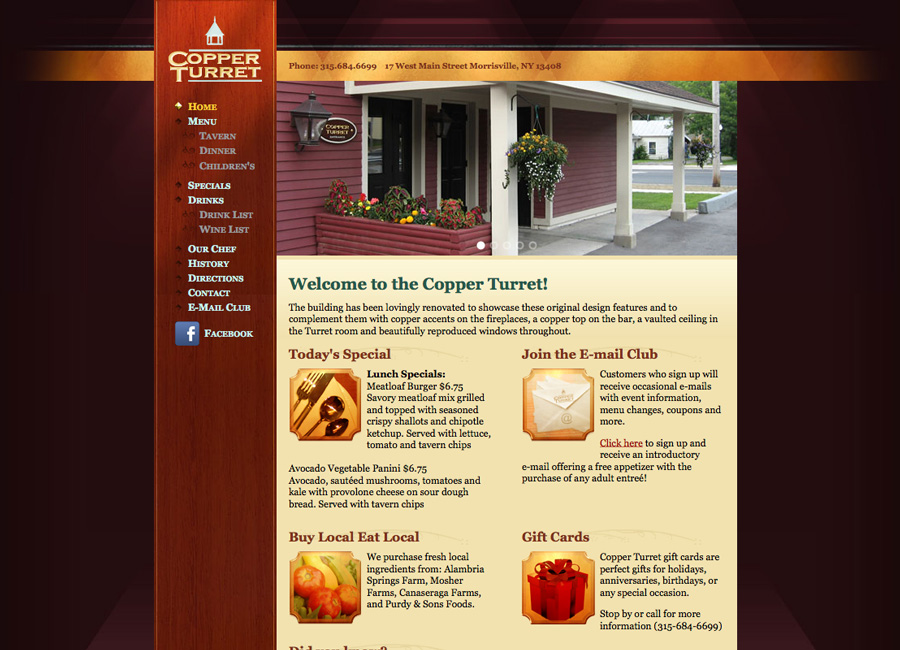 COPPER
TURRET
Phone: 315.684.6699 17 West Main Street Morrisville, NY 13408
Home
Menu
Tavern
Dinner
Children's
Specials
Drinks
Drink List
Wine List
Our Chef
History
Directions
Contact
E-Mail Club
Facebook
COPPER
TURRET
Welcome to the Copper Turret!
The building has been lovingly renovated to showcase these original design features and to
complement them with copper accents on the fireplaces, a copper top on the bar, a vaulted ceiling in
the Turret room and beautifully reproduced windows throughout.
Today's Special
Lunch Specials:
Meatloaf Burger $6.75
Savory meatloaf mix grilled
and topped with seasoned
crispy shallots and chipotle
ketchup. Served with lettuce,
tomato and tavern chips
Avocado Vegetable Panini $6.75
Avocado, sautéed mushrooms, tomatoes and
kale with provolone cheese on sour dough
bread. Served with tavern chips
Join the E-mail Club
Customers who sign up will
receive occasional e-mails
with event information,
menu changes, coupons and
more.
Click here to sign up and
receive an introductory
e-mail offering a free appetizer with the
purchase of any adult entreé!
Buy Local Eat Local
We purchase fresh local
ingredients from: Alambria
Springs Farm, Mosher
Farms, Canaseraga Farms,
and Purdy & Sons Foods.
Gift Cards
Copper Turret gift cards are
perfect gifts for holidays,
anniversaries, birthdays, or
any special occasion.
Stop by or call for more
information (315-684-6699)